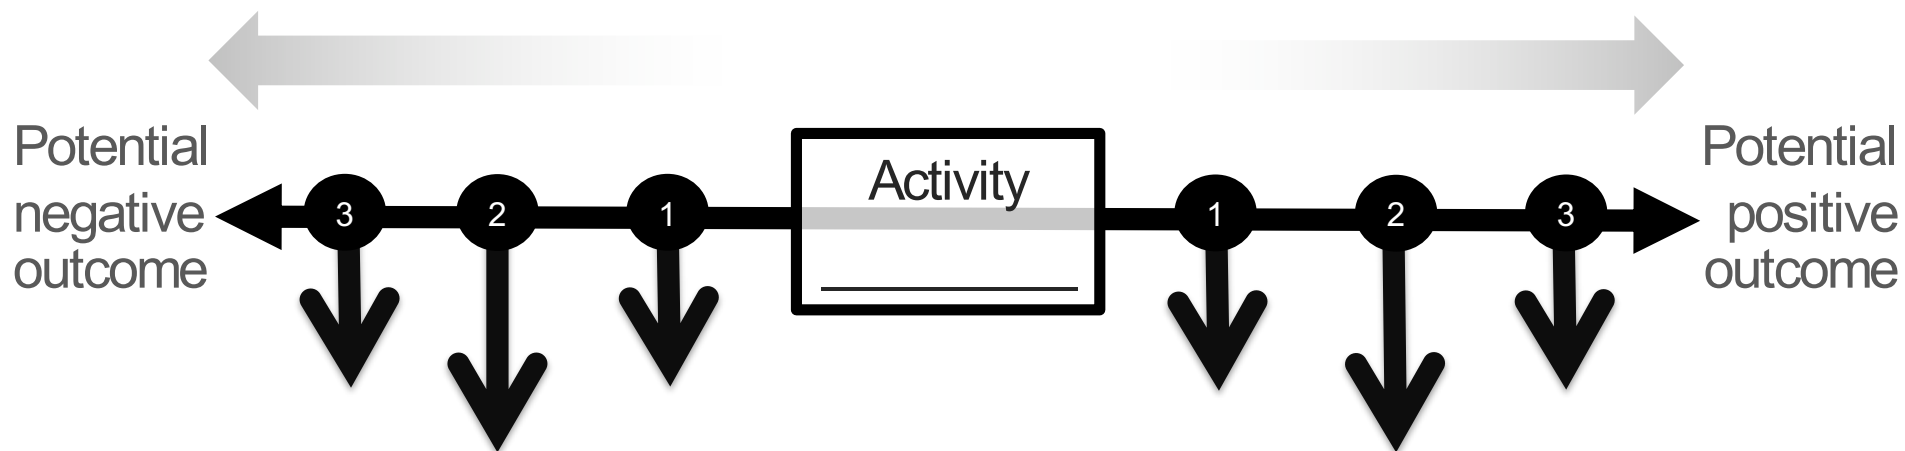 Potential
negative
outcome
3
2
1
Activity
1
2
3
Potential
positive
outcome